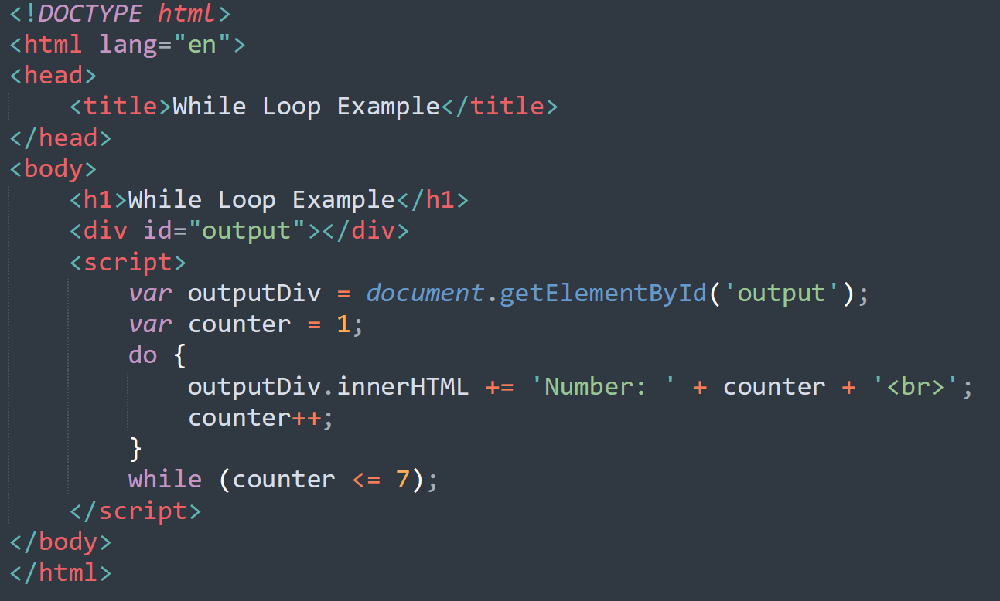 <!DOCTYPE html>
<html lang="en">
<head>
    <title>While Loop Example</title>
</head>
<body>
    <h1>While Loop Example</h1>
    <div id="output"></div>
    <script>
        var outputDiv = document.getElementById('output');
        var counter = 1;
        do {
            outputDiv.innerHTML += 'Number: ' + counter + '<br>';
            counter++;
        }
        while (counter <= 7);
    </script>
</body>
</html>